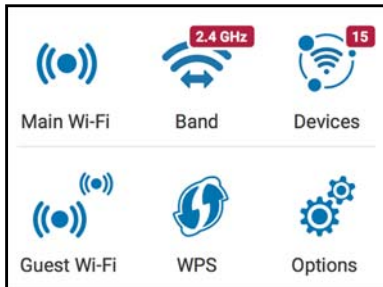 2.4 GHz 15
Main Wi-Fi Band Devices
Guest Wi-Fi WPS Options